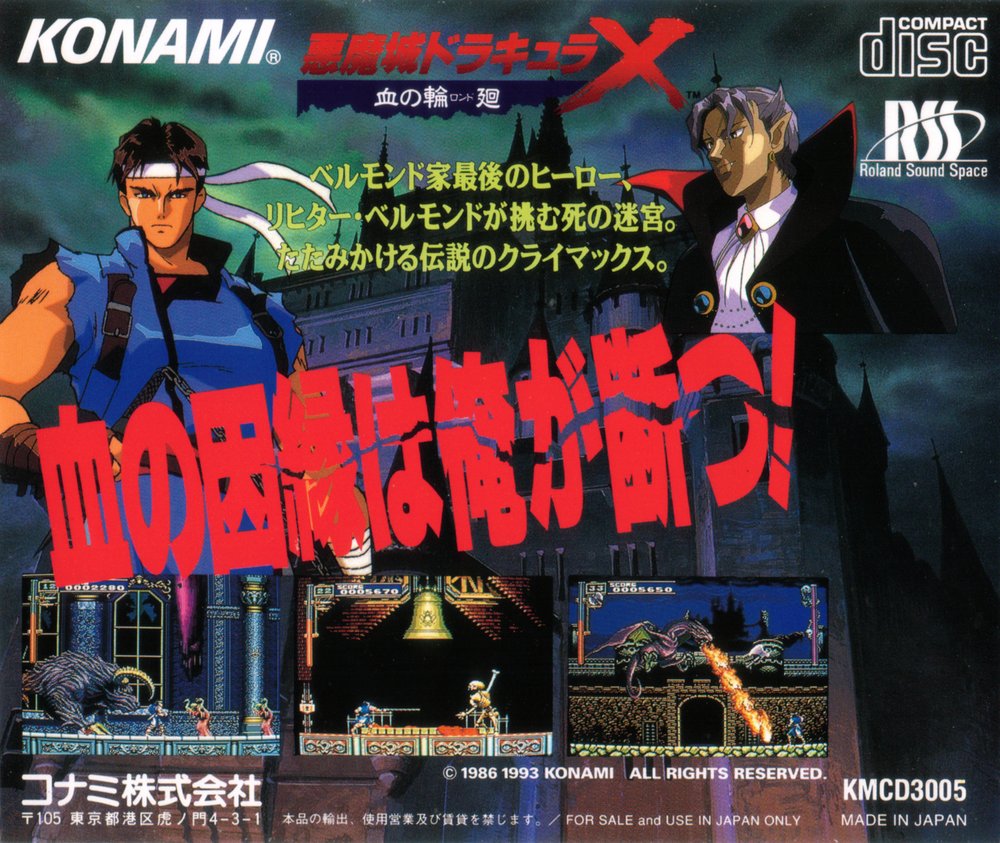 KONAMI®
悪魔城ドラキュラX™
血の輪廻
ロンド
COMPACT
disc
RSS
Roland Sound Space
ベルモンド家最後のヒーロー、
リヒター・ベルモンドが挑む死の迷宮。
たたみかける伝説のクライマックス。
血の因縁は俺が断つ!
12 0002280
22 SCORE 0005670
33 SCORE 0005650
© 1986 1993 KONAMI ALL RIGHTS RESERVED.
コナミ株式会社
〒105 東京都港区虎ノ門4-3-1
本品の輸出、使用営業及び賃貸を禁じます。/ FOR SALE and USE IN JAPAN ONLY
KMCD3005
MADE IN JAPAN